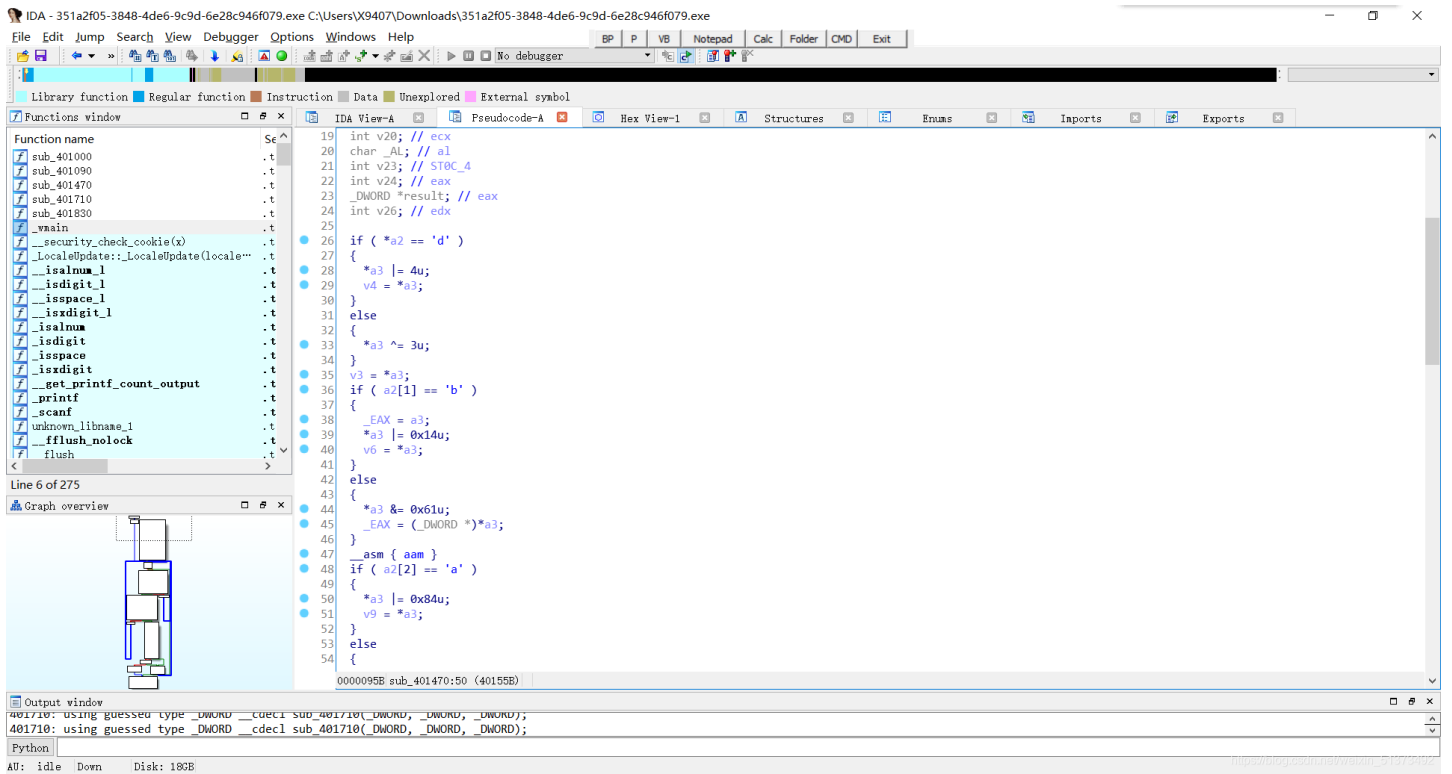 IDA - 351a2f05-3848-4de6-9c9d-6e28c946f079.exe C:\Users\X9407\Downloads\351a2f05-3848-4de6-9c9d-6e28c946f079.exe
File Edit Jump Search View Debugger Options Windows Help BP P VB Notepad Calc Folder CMD Exit
» No debugger
Library function Regular function Instruction Data Unexplored External symbol
Functions window IDA View-A Pseudocode-A Hex View-1 Structures Enums Imports Exports
Function name Se
sub_401000 .t
sub_401090 .t
sub_401470 .t
sub_401710 .t
sub_401830 .t
_wmain .t
__security_check_cookie(x) .t
_LocaleUpdate::_LocaleUpdate(locale… .t
__isalnum_l .t
__isdigit_l .t
__isspace_l .t
__isxdigit_l .t
_isalnum .t
_isdigit .t
_isspace .t
_isxdigit .t
__get_printf_count_output .t
_printf .t
_scanf .t
unknown_libname_1 .t
__fflush_nolock .t
flush .t
Line 6 of 275
Graph overview
19 int v20; // ecx
20 char _AL; // al
21 int v23; // ST0C_4
22 int v24; // eax
23 _DWORD *result; // eax
24 int v26; // edx
25
26 if ( *a2 == 'd' )
27 {
28 *a3 |= 4u;
29 v4 = *a3;
30 }
31 else
32 {
33 *a3 ^= 3u;
34 }
35 v3 = *a3;
36 if ( a2[1] == 'b' )
37 {
38 _EAX = a3;
39 *a3 |= 0x14u;
40 v6 = *a3;
41 }
42 else
43 {
44 *a3 &= 0x61u;
45 _EAX = (_DWORD *)*a3;
46 }
47 __asm { aam }
48 if ( a2[2] == 'a' )
49 {
50 *a3 |= 0x84u;
51 v9 = *a3;
52 }
53 else
54 {
0000095B sub_401470:50 (40155B)
Output window
401710: using guessed type _DWORD __cdecl sub_401710(_DWORD, _DWORD, _DWORD);
401710: using guessed type _DWORD __cdecl sub_401710(_DWORD, _DWORD, _DWORD);
Python
AU: idle Down Disk: 18GB